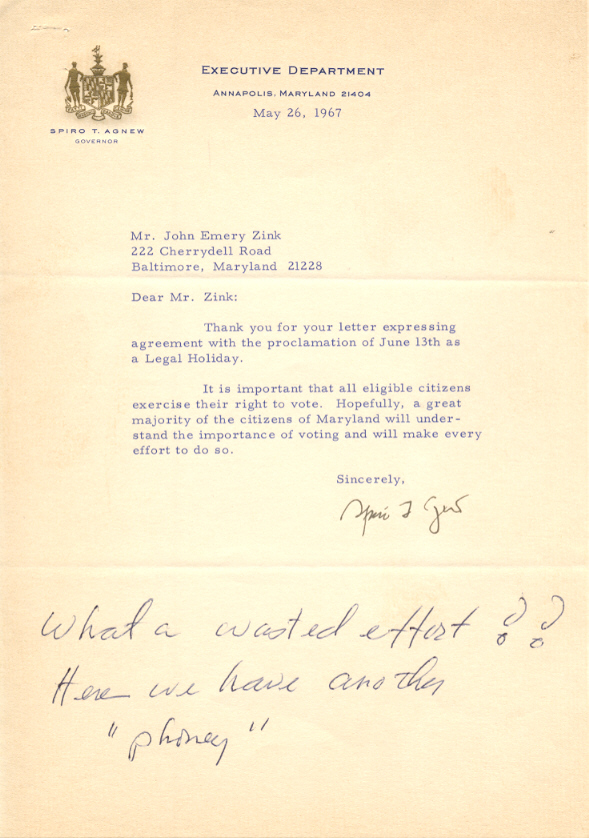 EXECUTIVE DEPARTMENT
ANNAPOLIS, MARYLAND 21404
May 26, 1967
SPIRO T. AGNEW
GOVERNOR
Mr. John Emery Zink
222 Cherrydell Road
Baltimore, Maryland 21228
Dear Mr. Zink:
Thank you for your letter expressing
agreement with the proclamation of June 13th as
a Legal Holiday.
It is important that all eligible citizens
exercise their right to vote. Hopefully, a great
majority of the citizens of Maryland will under-
stand the importance of voting and will make every
effort to do so.
Sincerely,
Spiro T Agnew
What a wasted effort ??
Here we have another
"phoney"